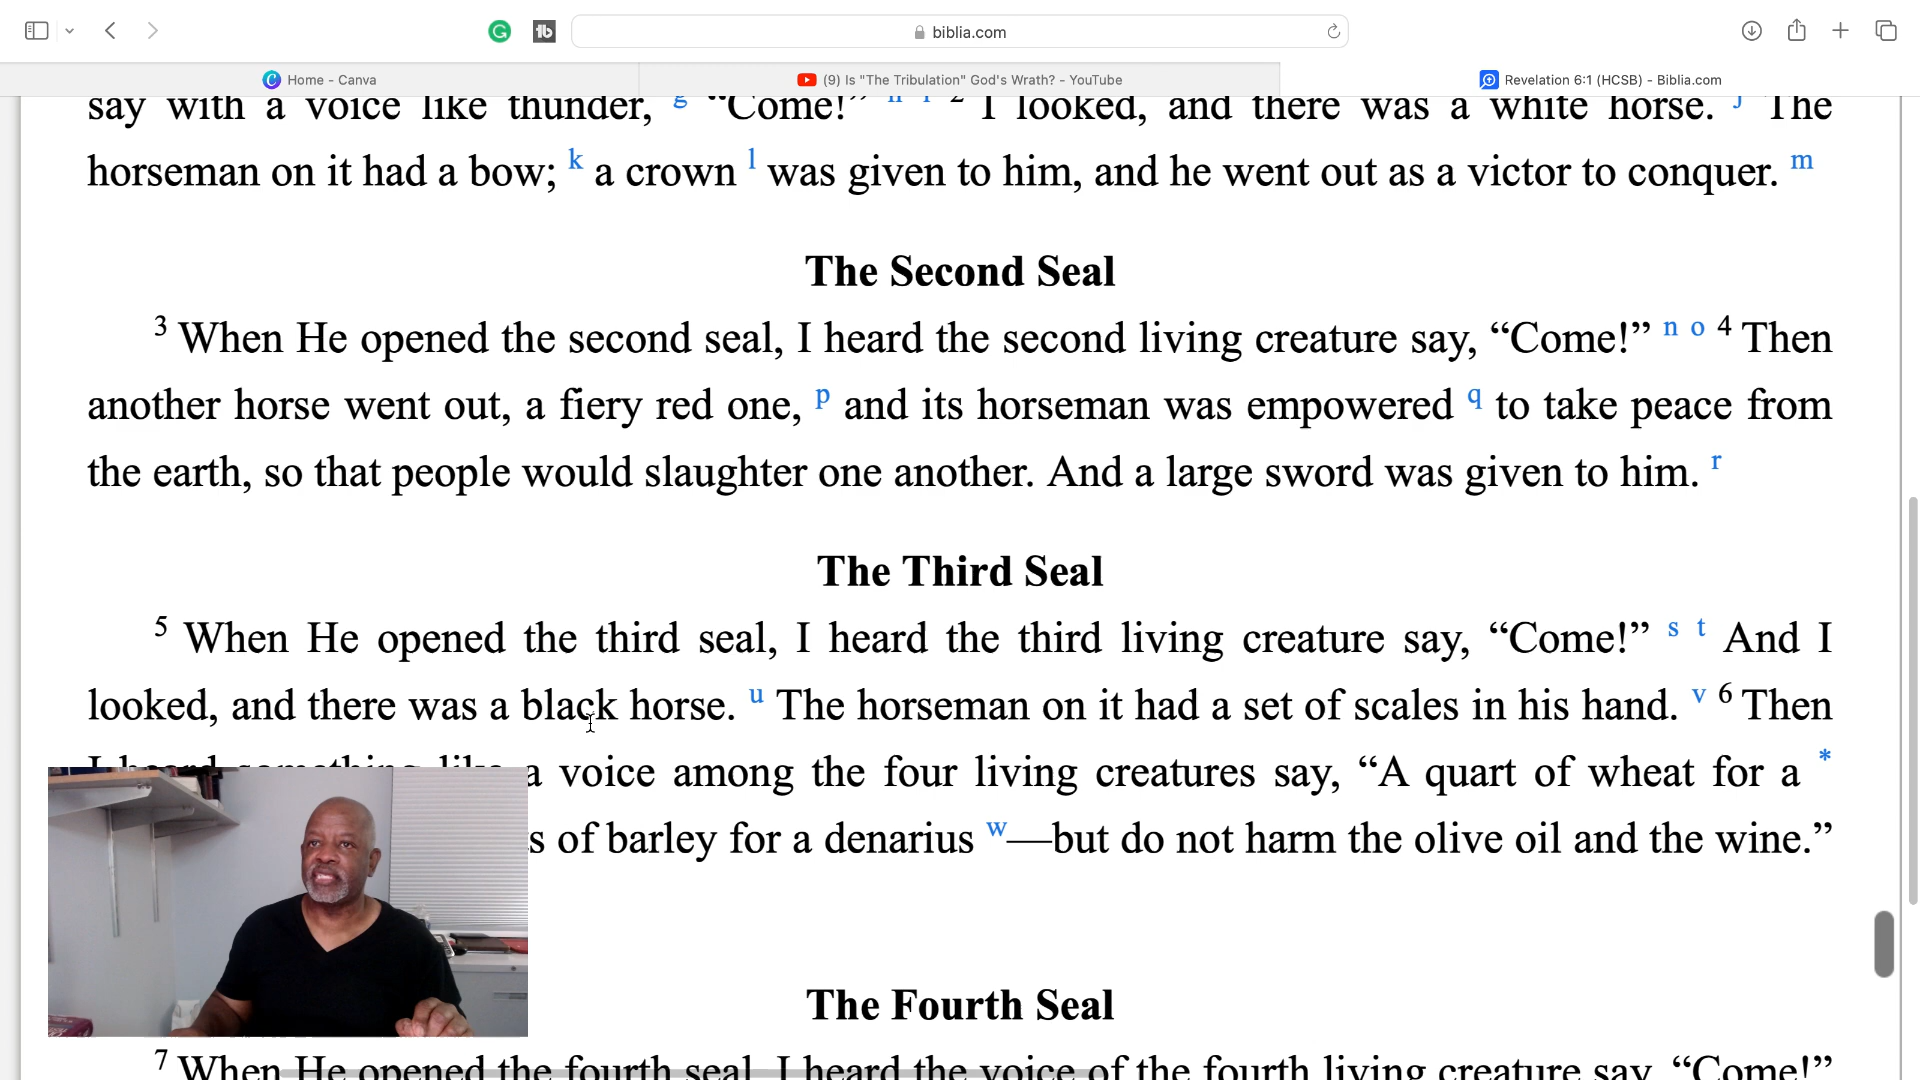 biblia.com
Home - Canva
(9) Is "The Tribulation" God's Wrath? - YouTube
Revelation 6:1 (HCSB) - Biblia.com
say with a voice like thunder, g “Come!” h i 2 I looked, and there was a white horse. j The
horseman on it had a bow; k a crown l was given to him, and he went out as a victor to conquer. m
The Second Seal
3 When He opened the second seal, I heard the second living creature say, “Come!” n o 4 Then
another horse went out, a fiery red one, p and its horseman was empowered q to take peace from
the earth, so that people would slaughter one another. And a large sword was given to him. r
The Third Seal
5 When He opened the third seal, I heard the third living creature say, “Come!” s t And I
looked, and there was a black horse. u The horseman on it had a set of scales in his hand. v 6 Then
I heard something like a voice among the four living creatures say, “A quart of wheat for a *
of barley for a denarius w —but do not harm the olive oil and the wine.”
The Fourth Seal
7 When He opened the fourth seal, I heard the voice of the fourth living creature say, “Come!”